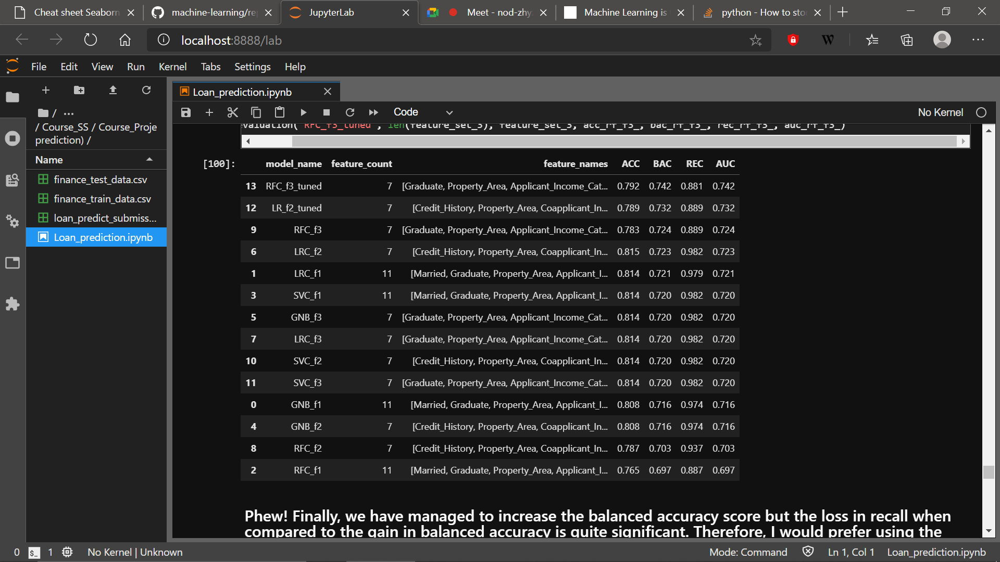 Cheat sheet Seaborn
machine-learning/re
JupyterLab
Meet - nod-zhy
Machine Learning is
python - How to sto
localhost:8888/lab
W
File Edit View Run Kernel Tabs Settings Help
Loan_prediction.ipynb
Code
No Kernel
/ ...
/ Course_SS / Course_Proje
prediction) /
Name
finance_test_data.csv
finance_train_data.csv
loan_predict_submiss...
Loan_prediction.ipynb
valuation('RFC_f3_tuned', len(feature_set_3), feature_set_3, acc_rf_f3_, bac_rf_f3_, rec_rf_f3_, auc_rf_f3_)
[100]: model_name feature_count feature_names ACC BAC REC AUC
13 RFC_f3_tuned 7 [Graduate, Property_Area, Applicant_Income_Cat... 0.792 0.742 0.881 0.742
12 LR_f2_tuned 7 [Credit_History, Property_Area, Coapplicant_In... 0.789 0.732 0.889 0.732
9 RFC_f3 7 [Graduate, Property_Area, Applicant_Income_Cat... 0.783 0.724 0.889 0.724
6 LRC_f2 7 [Credit_History, Property_Area, Coapplicant_In... 0.815 0.723 0.982 0.723
1 LRC_f1 11 [Married, Graduate, Property_Area, Applicant_I... 0.814 0.721 0.979 0.721
3 SVC_f1 11 [Married, Graduate, Property_Area, Applicant_I... 0.814 0.720 0.982 0.720
5 GNB_f3 7 [Graduate, Property_Area, Applicant_Income_Cat... 0.814 0.720 0.982 0.720
7 LRC_f3 7 [Graduate, Property_Area, Applicant_Income_Cat... 0.814 0.720 0.982 0.720
10 SVC_f2 7 [Credit_History, Property_Area, Coapplicant_In... 0.814 0.720 0.982 0.720
11 SVC_f3 7 [Graduate, Property_Area, Applicant_Income_Cat... 0.814 0.720 0.982 0.720
0 GNB_f1 11 [Married, Graduate, Property_Area, Applicant_I... 0.808 0.716 0.974 0.716
4 GNB_f2 7 [Credit_History, Property_Area, Coapplicant_In... 0.808 0.716 0.974 0.716
8 RFC_f2 7 [Credit_History, Property_Area, Coapplicant_In... 0.787 0.703 0.937 0.703
2 RFC_f1 11 [Married, Graduate, Property_Area, Applicant_I... 0.765 0.697 0.887 0.697
Phew! Finally, we have managed to increase the balanced accuracy score but the loss in recall when
compared to the gain in balanced accuracy is quite significant. Therefore, I would prefer using the
0 $_ 1 No Kernel | Unknown Mode: Command Ln 1, Col 1 Loan_prediction.ipynb